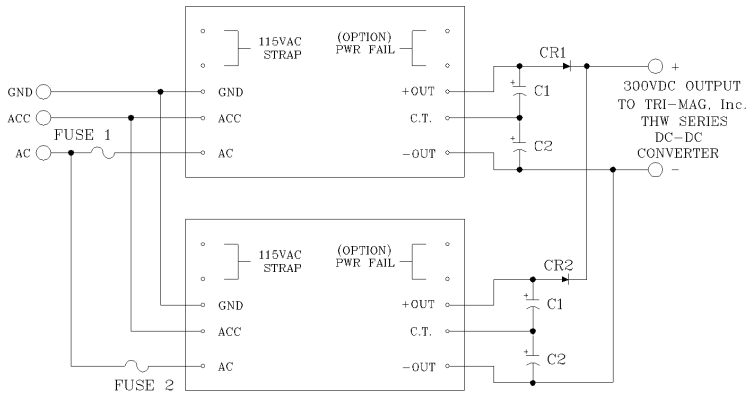 115VAC
STRAP
(OPTION)
PWR FAIL
CR1
+
GND
GND
+OUT
C1
300VDC OUTPUT
TO TRI-MAG, Inc.
THW SERIES
DC-DC
CONVERTER
ACC
ACC
C.T.
FUSE 1
AC
AC
-OUT
+
C2
-
+
115VAC
STRAP
(OPTION)
PWR FAIL
CR2
GND
+OUT
+
C1
ACC
C.T.
AC
-OUT
+
C2
FUSE 2